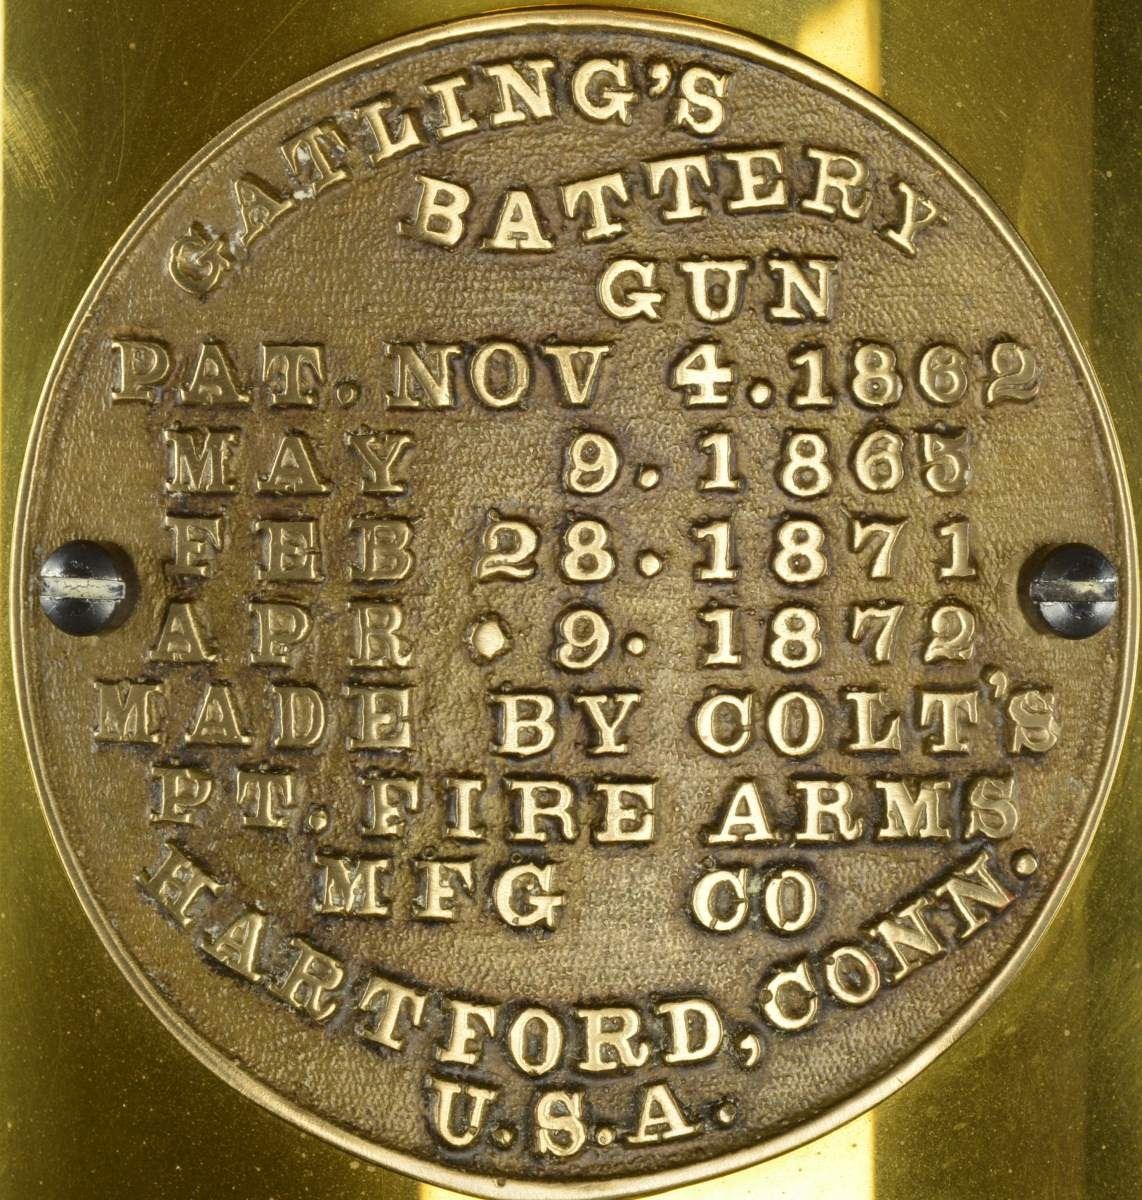 GATLING'S
BATTERY
GUN
PAT. NOV 4. 1862
MAY 9. 1865
FEB 28. 1871
APR . 9. 1872
MADE BY COLT'S
PT. FIRE ARMS
MFG CO
HARTFORD, CONN.
U.S.A.